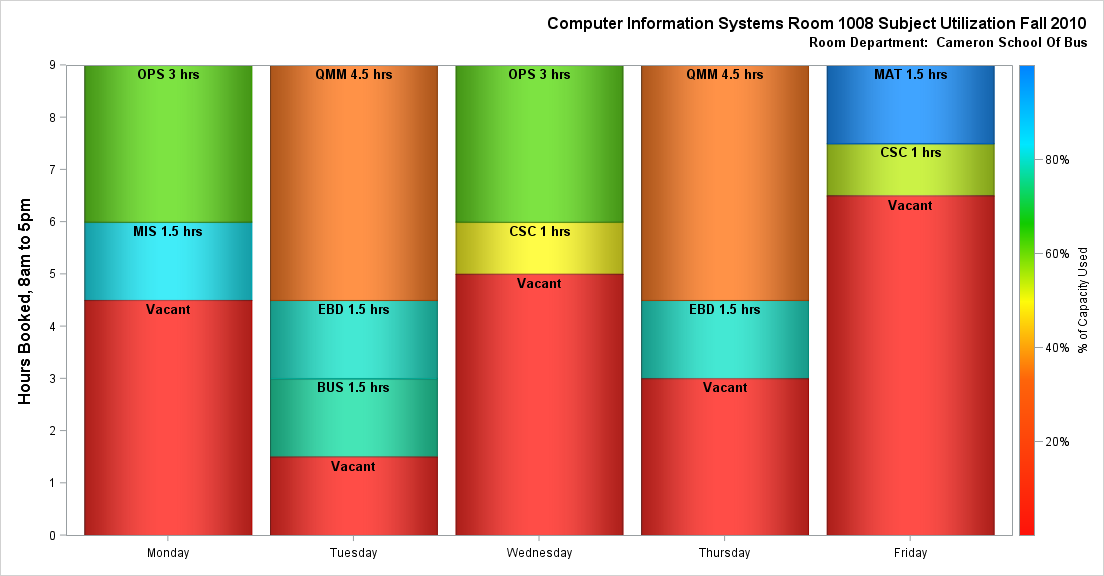 Computer Information Systems Room 1008 Subject Utilization Fall 2010
Room Department:  Cameron School Of Bus
Hours Booked, 8am to 5pm
9
8
7
6
5
4
3
2
1
0
OPS 3 hrs
MIS 1.5 hrs
Vacant
QMM 4.5 hrs
EBD 1.5 hrs
BUS 1.5 hrs
Vacant
OPS 3 hrs
CSC 1 hrs
Vacant
QMM 4.5 hrs
EBD 1.5 hrs
Vacant
MAT 1.5 hrs
CSC 1 hrs
Vacant
Monday
Tuesday
Wednesday
Thursday
Friday
80%
60%
40%
20%
% of Capacity Used